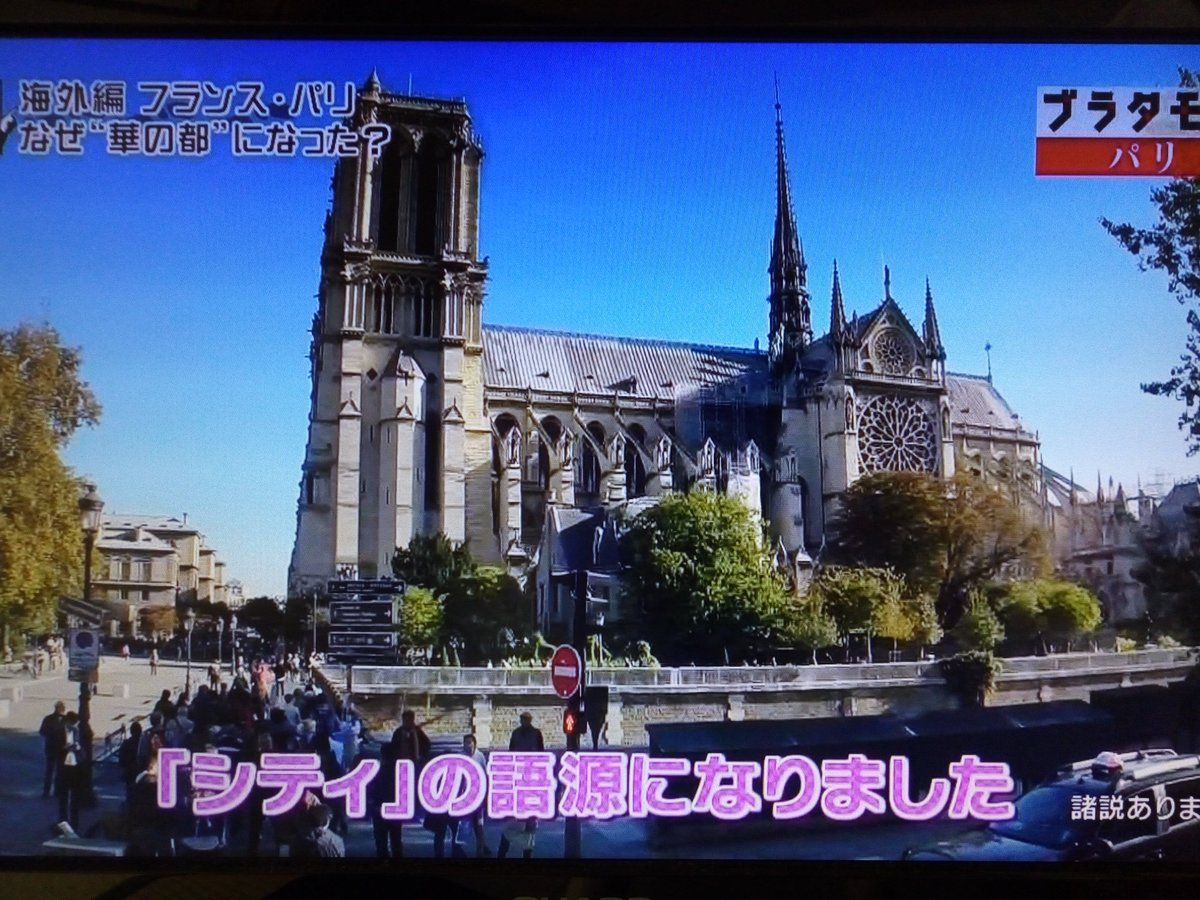 海外編 フランス・パリ
なぜ“華の都”になった?
ブラタモ
パリ
「シティ」の語源になりました
諸説ありま